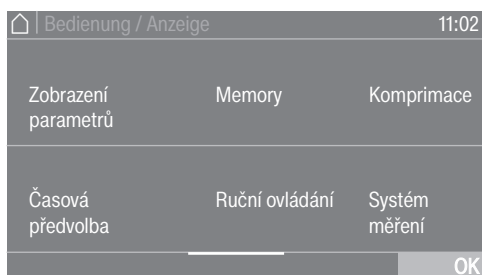 Bedienung / Anzeige 11:02
Zobrazení parametrů
Memory
Komprimace
Časová předvolba
Ruční ovládání
Systém měření
OK